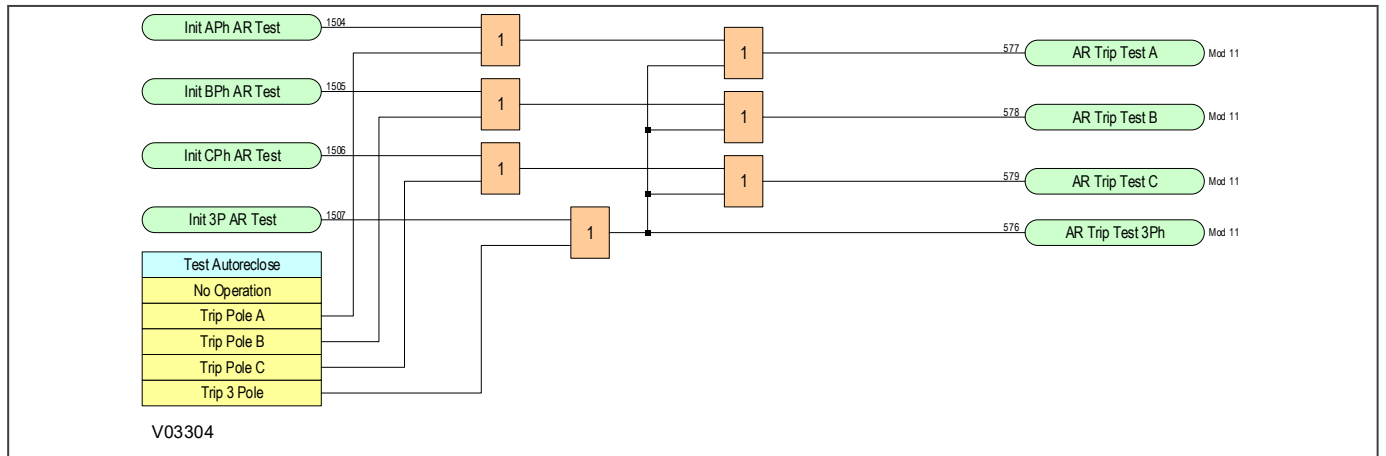 Init APh AR Test 1504 1 1 577 AR Trip Test A Mod 11
Init BPh AR Test 1505 1 1 578 AR Trip Test B Mod 11
Init CPh AR Test 1506 1 1 579 AR Trip Test C Mod 11
Init 3P AR Test 1507 1 576 AR Trip Test 3Ph Mod 11
Test Autoreclose
No Operation
Trip Pole A
Trip Pole B
Trip Pole C
Trip 3 Pole
V03304